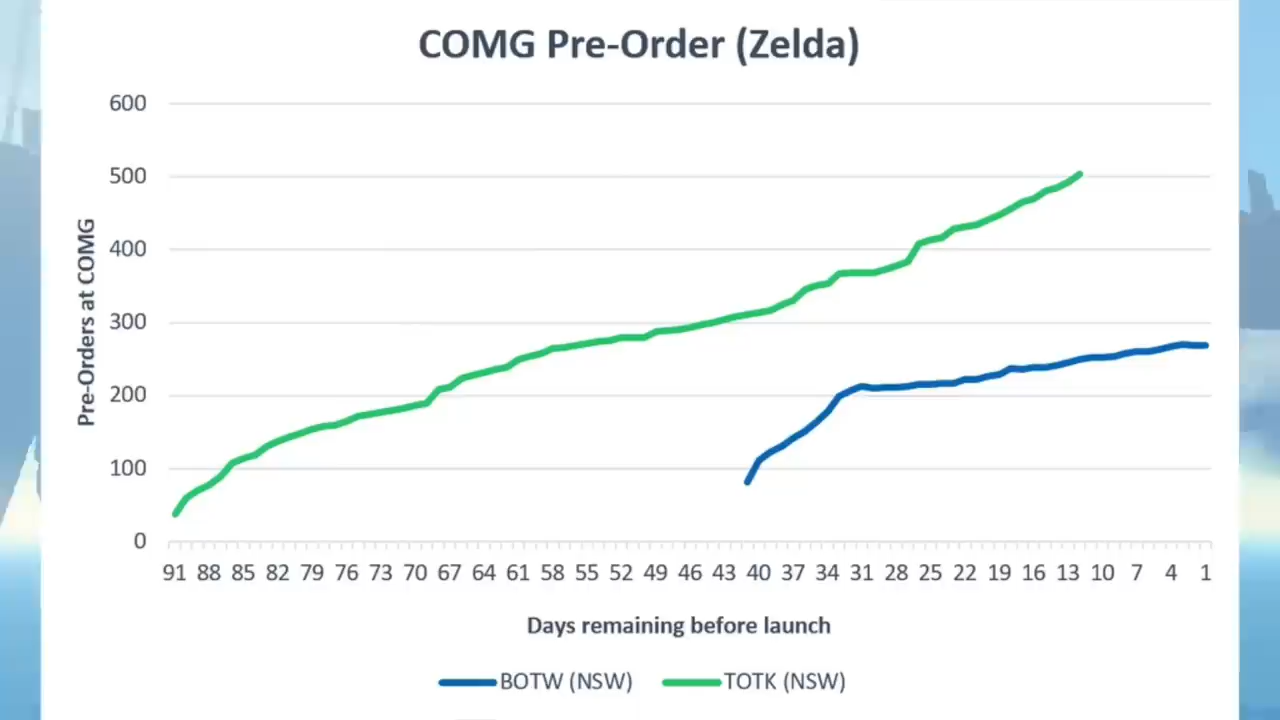 COMG Pre-Order (Zelda)
600
500
400
300
200
100
0
Pre-Orders at COMG
91 88 85 82 79 76 73 70 67 64 61 58 55 52 49 46 43 40 37 34 31 28 25 22 19 16 13 10 7 4 1
Days remaining before launch
BOTW (NSW) TOTK (NSW)